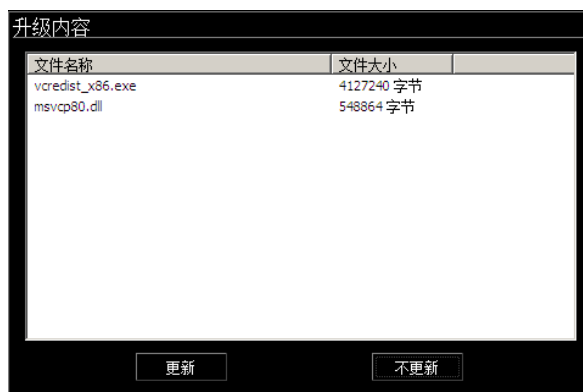 升级内容
文件名称 文件大小
vcredist_x86.exe 4127240 字节
msvcp80.dll 548864 字节
更新 不更新